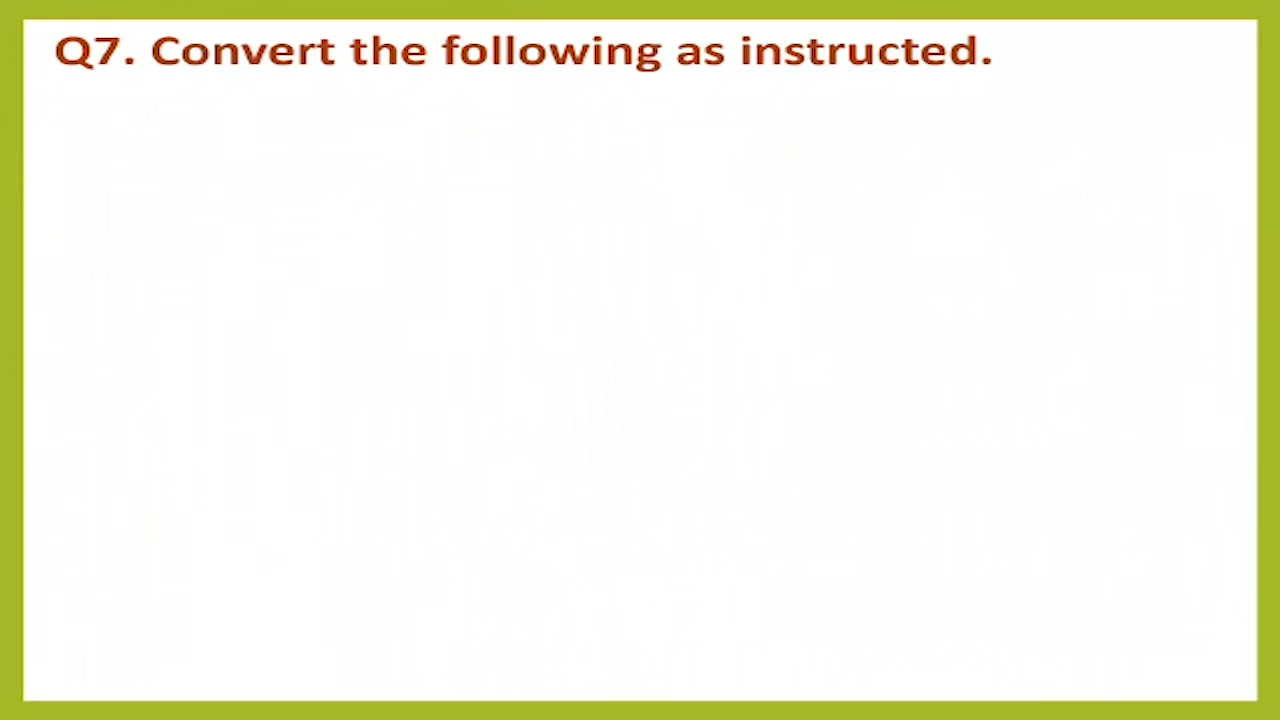 Q7. Convert the following as instructed.